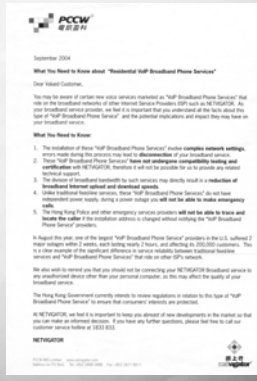 PCCW
電訊盈科
September 2004
What You Need to Know about "Residential VoIP Broadband Phone Services"
Dear Valued Customer,
You may be aware of certain new voice services marketed as "VoIP Broadband Phone Services" that
ride on the broadband networks of other Internet Service Providers (ISP) such as NETVIGATOR. As
your broadband service provider, we feel it is important that you understand all the facts about this
type of "VoIP Broadband Phone Service" and the potential implications and impact they may have on
your broadband service.
What You Need to Know:
1. The installation of these "VoIP Broadband Phone Services" involve complex network settings,
errors made during this process may lead to disconnection of your broadband service.
2. These "VoIP Broadband Phone Services" have not undergone compatibility testing and
certification with NETVIGATOR, therefore it will not be possible for us to provide any related
technical support.
3. The division of broadband bandwidth by such services may directly result in a reduction of
broadband Internet upload and download speeds.
4. Unlike traditional fixed-line services, these "VoIP Broadband Phone Services" do not have
independent power supply, during a power outage you will not be able to make emergency
calls.
5. The Hong Kong Police and other emergency services providers will not be able to trace and
locate the caller if the installation address is changed without notifying the "VoIP Broadband
Phone Service" providers.
In August this year, one of the largest "VoIP Broadband Phone Service" providers in the U.S. suffered 2
major outages within 2 weeks, each lasting nearly 2 hours, and affecting its 200,000 customers. This
is a clear example of the significant difference in service reliability between traditional fixed-line
services and "VoIP Broadband Phone Services" that ride on other ISP's network.
We also wish to remind you that you should not be connecting your NETVIGATOR Broadband service to
any unauthorized device other than your personal computer, as this may affect the quality of your
broadband service.
The Hong Kong Government currently intends to review regulations in relation to this type of "VoIP
Broadband Phone Service" to ensure that consumers' interests are protected.
At NETVIGATOR, we feel it is important to keep you abreast of new developments in the market so that
you can make an informed decision. If you have any further questions, please feel free to call our
customer service hotline at 1833 833.
NETVIGATOR
網上行
NETVIGATOR